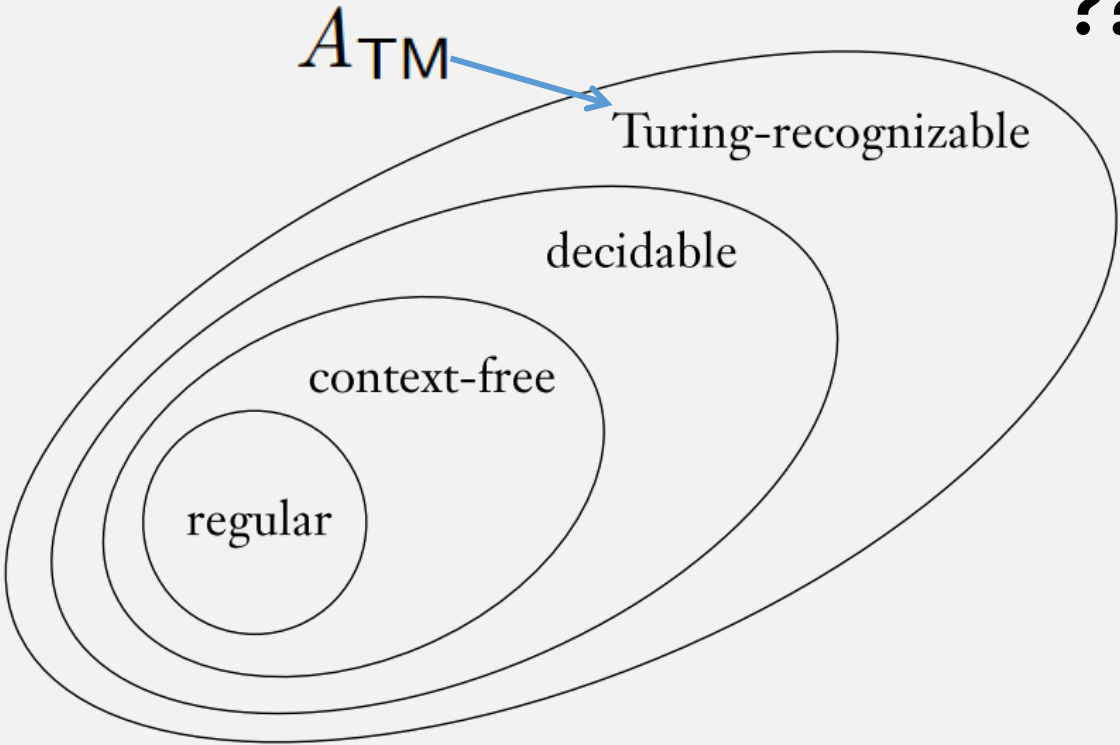 ??
A_TM
Turing-recognizable
decidable
context-free
regular